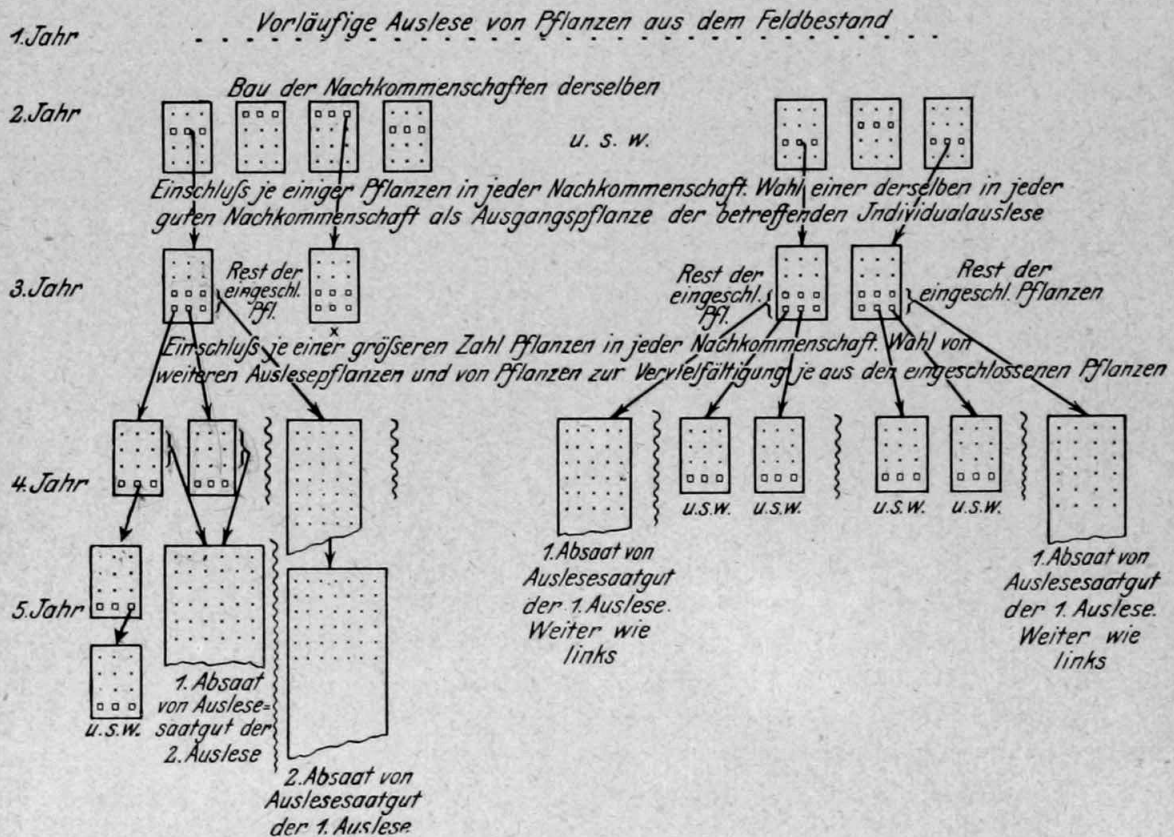 1.Jahr
Vorläufige Auslese von Pflanzen aus dem Feldbestand
Bau der Nachkommenschaften derselben
2.Jahr
u. s. w.
Einschluß je einiger Pflanzen in jeder Nachkommenschaft. Wahl einer derselben in jeder
guten Nachkommenschaft als Ausgangspflanze der betreffenden Individualauslese
3.Jahr
Rest der
eingeschl.
Pfl.
x
Rest der
eingeschl.
Pfl.
Rest der
eingeschl. Pflanzen
Einschluß je einer größeren Zahl Pflanzen in jeder Nachkommenschaft. Wahl von
weiteren Auslesepflanzen und von Pflanzen zur Vervielfältigung je aus den eingeschlossenen Pflanzen
4.Jahr
u.s.w.
u.s.w.
u.s.w.
u.s.w.
1.Absaat von
Auslesesaatgut
der 1. Auslese.
Weiter wie
links
1.Absaat von
Auslesesaatgut
der 1. Auslese.
Weiter wie
links
5.Jahr
u.s.w.
1. Absaat
von Auslese=
saatgut der
2. Auslese
2.Absaat von
Auslesesaatgut
der 1. Auslese